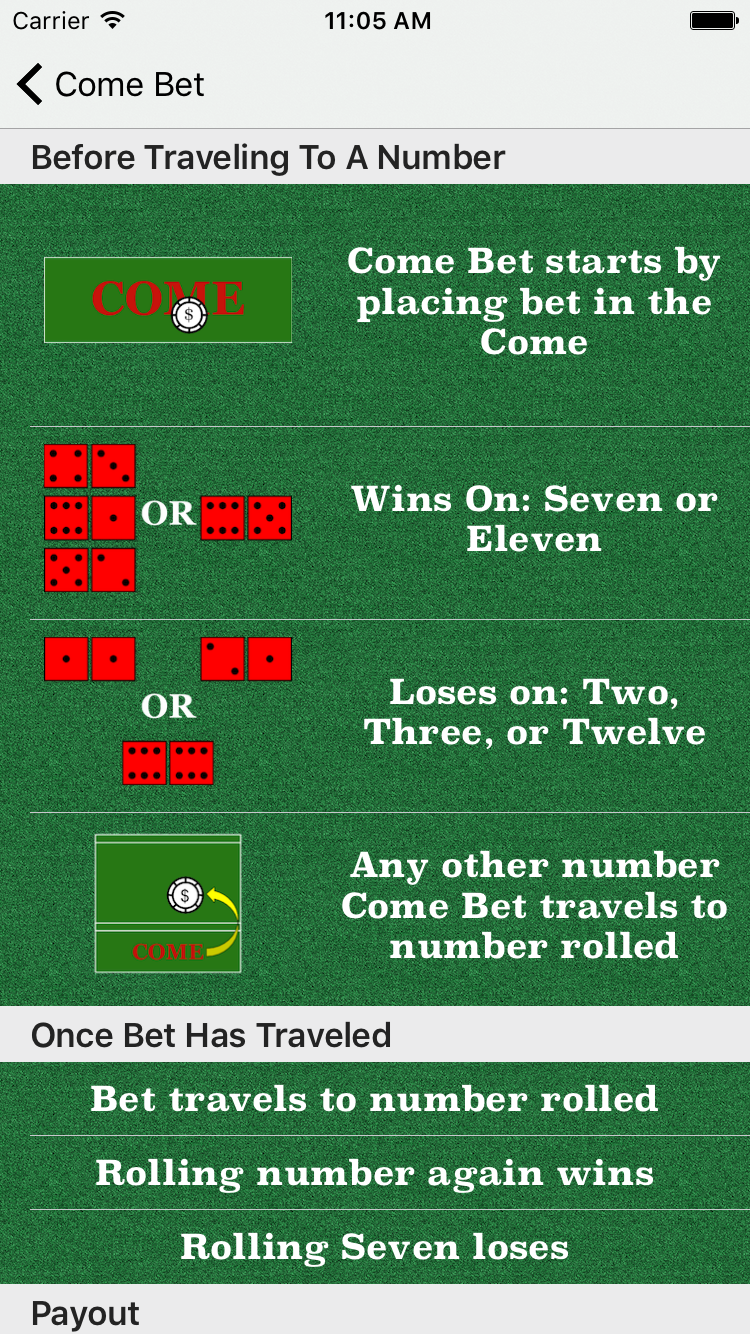 Carrier
11:05 AM
Come Bet
Before Traveling To A Number
COME
$
Come Bet starts by
placing bet in the
Come
OR
Wins On: Seven or
Eleven
OR
Loses on: Two,
Three, or Twelve
$
COME
Any other number
Come Bet travels to
number rolled
Once Bet Has Traveled
Bet travels to number rolled
Rolling number again wins
Rolling Seven loses
Payout